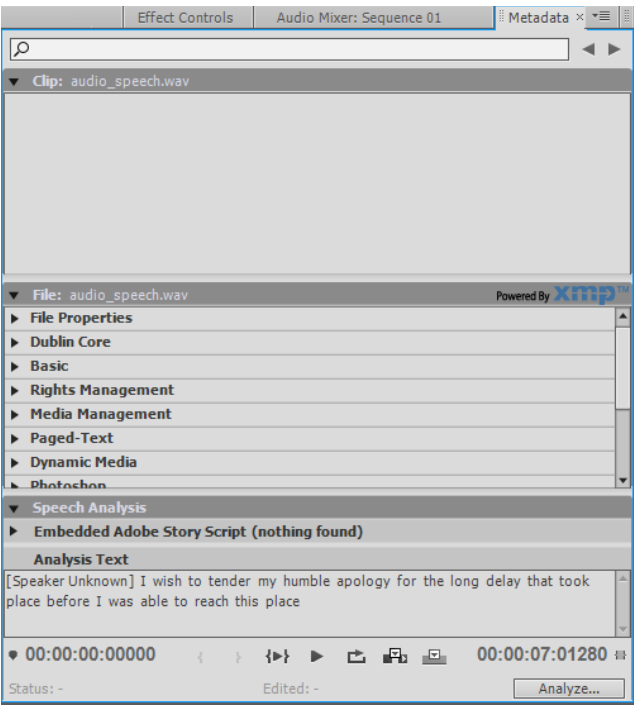 Effect Controls
Audio Mixer: Sequence 01
Metadata
Clip: audio_speech.wav
File: audio_speech.wav
Powered By xmp™
File Properties
Dublin Core
Basic
Rights Management
Media Management
Paged-Text
Dynamic Media
Photoshop
Speech Analysis
Embedded Adobe Story Script (nothing found)
Analysis Text
[Speaker Unknown] I wish to tender my humble apology for the long delay that took
place before I was able to reach this place
00:00:00:00000
00:00:07:01280
Status: -
Edited: -
Analyze...